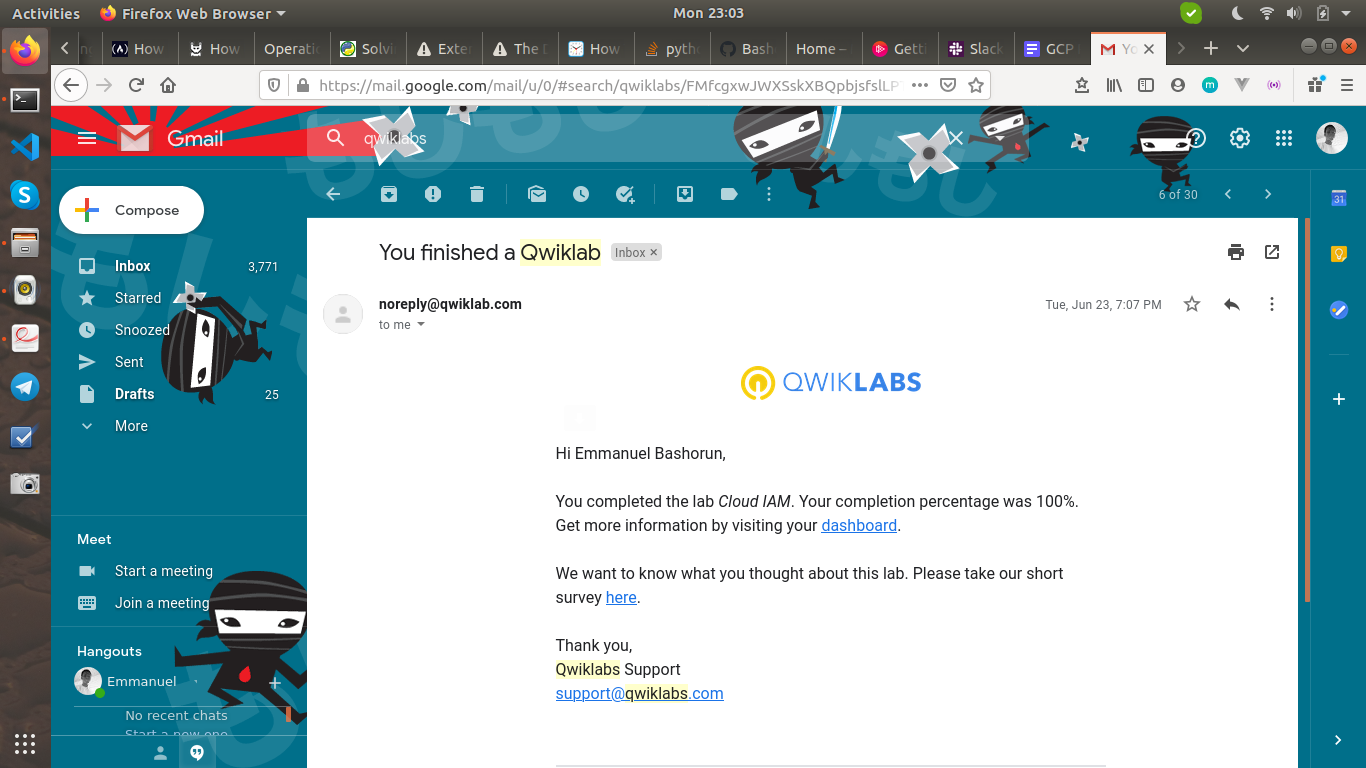 Activities Firefox Web Browser Mon 23:03
How How Operatio Solvi Exte The D How pyth Bash Home – Getti Slack GCP Yo
https://mail.google.com/mail/u/0/#search/qwiklabs/FMfcgxwJWXSskXBQpbjsfslLP
Gmail qwiklabs
Compose 6 of 30
Inbox 3,771
Starred
Snoozed
Sent
Drafts 25
More
Meet
Start a meeting
Join a meeting
Hangouts
Emmanuel
No recent chats
Start a new one
You finished a Qwiklab Inbox ×
noreply@qwiklab.com Tue, Jun 23, 7:07 PM
to me
QWIKLABS
Hi Emmanuel Bashorun,
You completed the lab Cloud IAM. Your completion percentage was 100%.
Get more information by visiting your dashboard.
We want to know what you thought about this lab. Please take our short
survey here.
Thank you,
Qwiklabs Support
support@qwiklabs.com
31